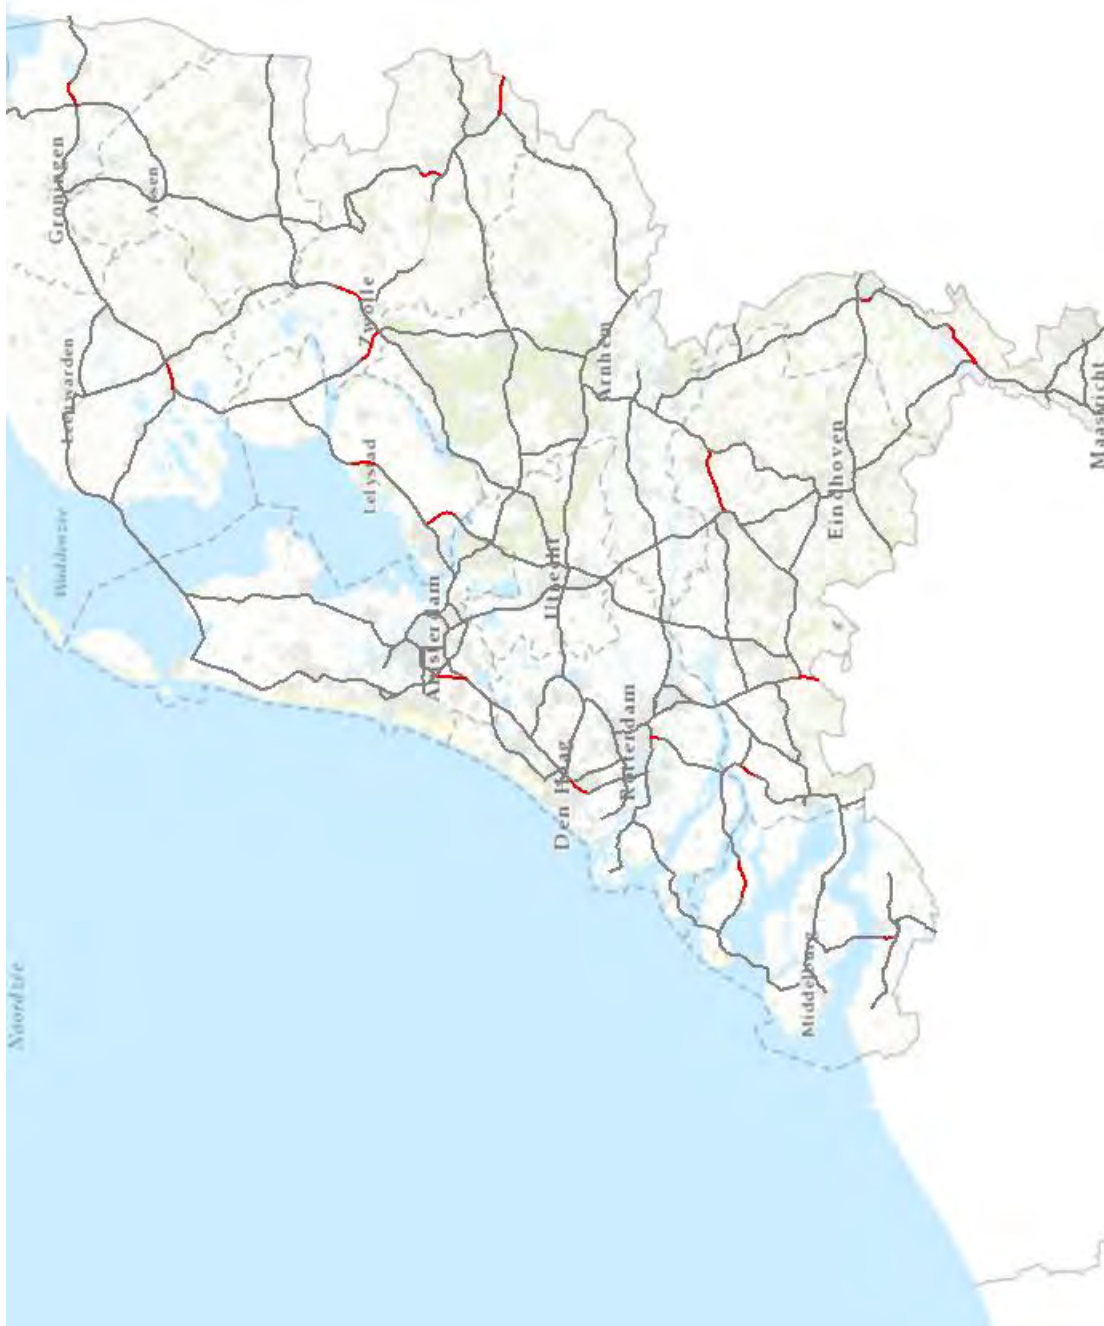 Groningen
Assen
Leeuwarden
Waddenzee
Zwolle
Lelystad
Amsterdam
Utrecht
Arnhem
Den Haag
Rotterdam
Eindhoven
Middelburg
Maastricht
Noordzee